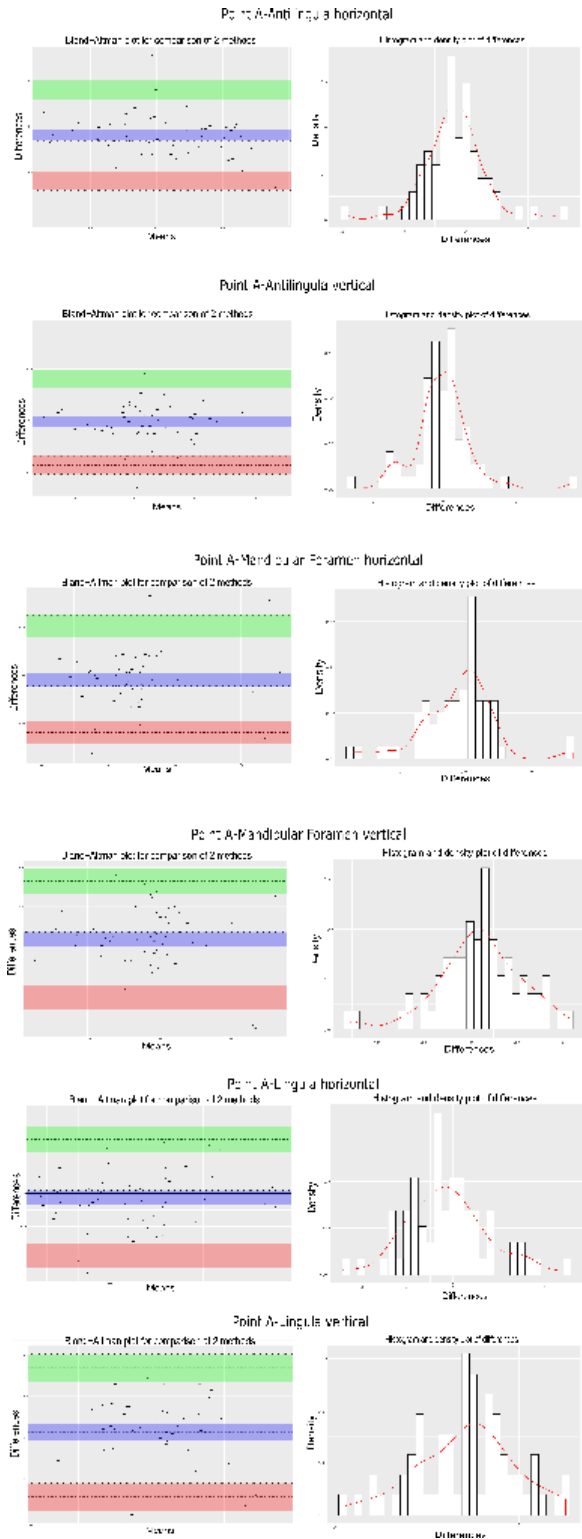 Point A-Antilingula horizontal
Bland-Altman plot for comparison of 2 methods
Histogram and density plot of differences
Differences
Means
Density
Differences
Point A-Antilingula vertical
Bland-Altman plot for comparison of 2 methods
Histogram and density plot of differences
Differences
Means
Density
Differences
Point A-Mandibular Foramen horizontal
Bland-Altman plot for comparison of 2 methods
Histogram and density plot of differences
Differences
Means
Density
Differences
Point A-Mandibular Foramen vertical
Bland-Altman plot for comparison of 2 methods
Histogram and density plot of differences
Differences
Means
Density
Differences
Point A-Lingula horizontal
Bland-Altman plot for comparison of 2 methods
Histogram and density plot of differences
Differences
Means
Density
Differences
Point A-Lingula vertical
Bland-Altman plot for comparison of 2 methods
Histogram and density plot of differences
Differences
Means
Density
Differences